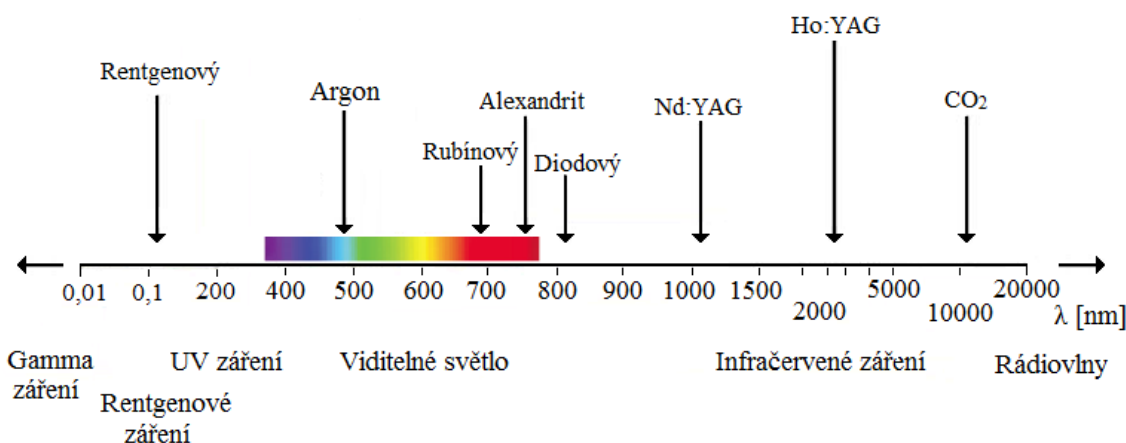 Ho:YAG
Rentgenový
Argon
Alexandrit
Nd:YAG
CO₂
Rubínový
Diodový
0,01 0,1 200 400 500 600 700 800 900 1000 1500 2000 5000 10000 20000
λ [nm]
Gamma
záření
Rentgenové
záření
UV záření
Viditelné světlo
Infračervené záření
Rádiovlny